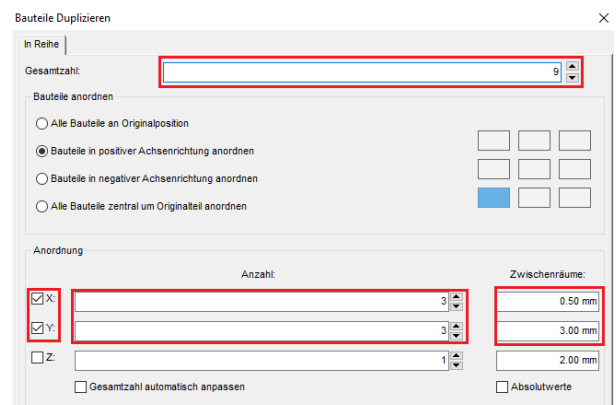 Bauteile Duplizieren
In Reihe
Gesamtzahl: 9
Bauteile anordnen
Alle Bauteile an Originalposition
Bauteile in positiver Achsenrichtung anordnen
Bauteile in negativer Achsenrichtung anordnen
Alle Bauteile zentral um Originalteil anordnen
Anordnung
Anzahl: Zwischenräume:
X: 3 0.50 mm
Y: 3 3.00 mm
Z: 1 2.00 mm
Gesamtzahl automatisch anpassen Absolutwerte